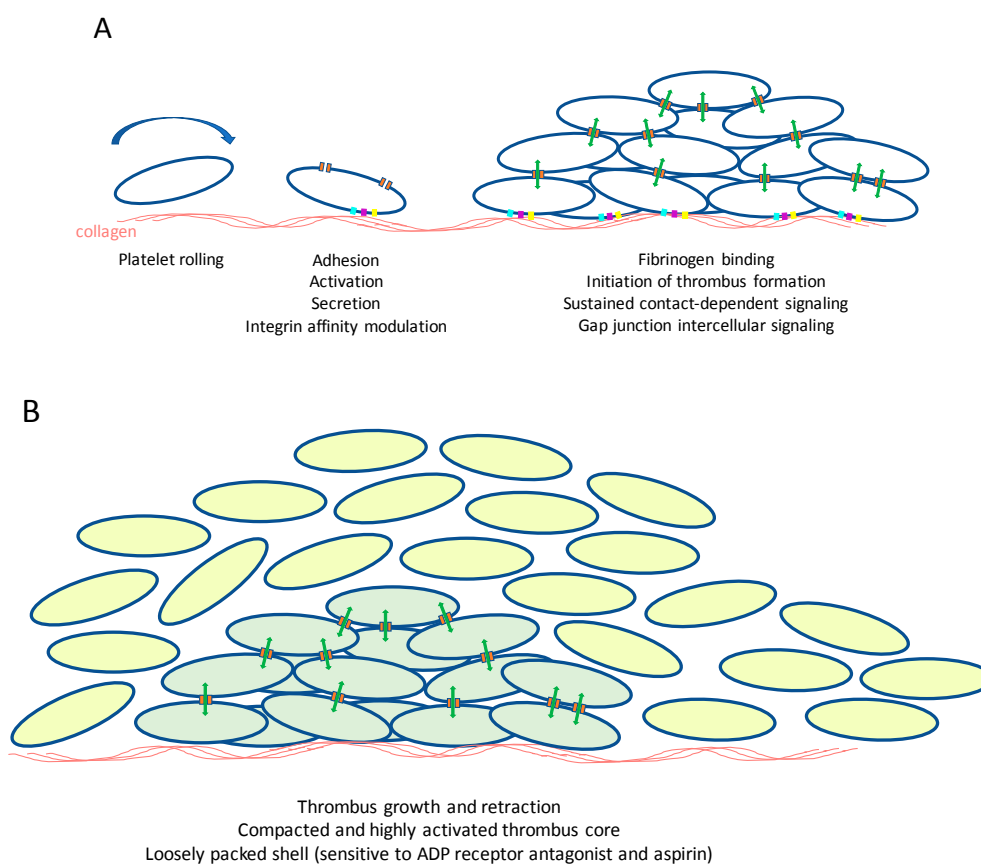 A
collagen
Platelet rolling
Adhesion
Activation
Secretion
Integrin affinity modulation
Fibrinogen binding
Initiation of thrombus formation
Sustained contact-dependent signaling
Gap junction intercellular signaling
B
Thrombus growth and retraction
Compacted and highly activated thrombus core
Loosely packed shell (sensitive to ADP receptor antagonist and aspirin)